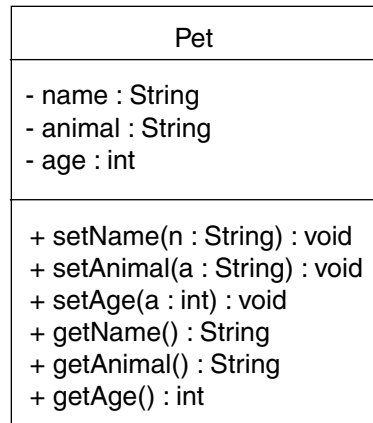 Pet
- name : String
- animal : String
- age : int
+ setName(n : String) : void
+ setAnimal(a : String) : void
+ setAge(a : int) : void
+ getName() : String
+ getAnimal() : String
+ getAge() : int